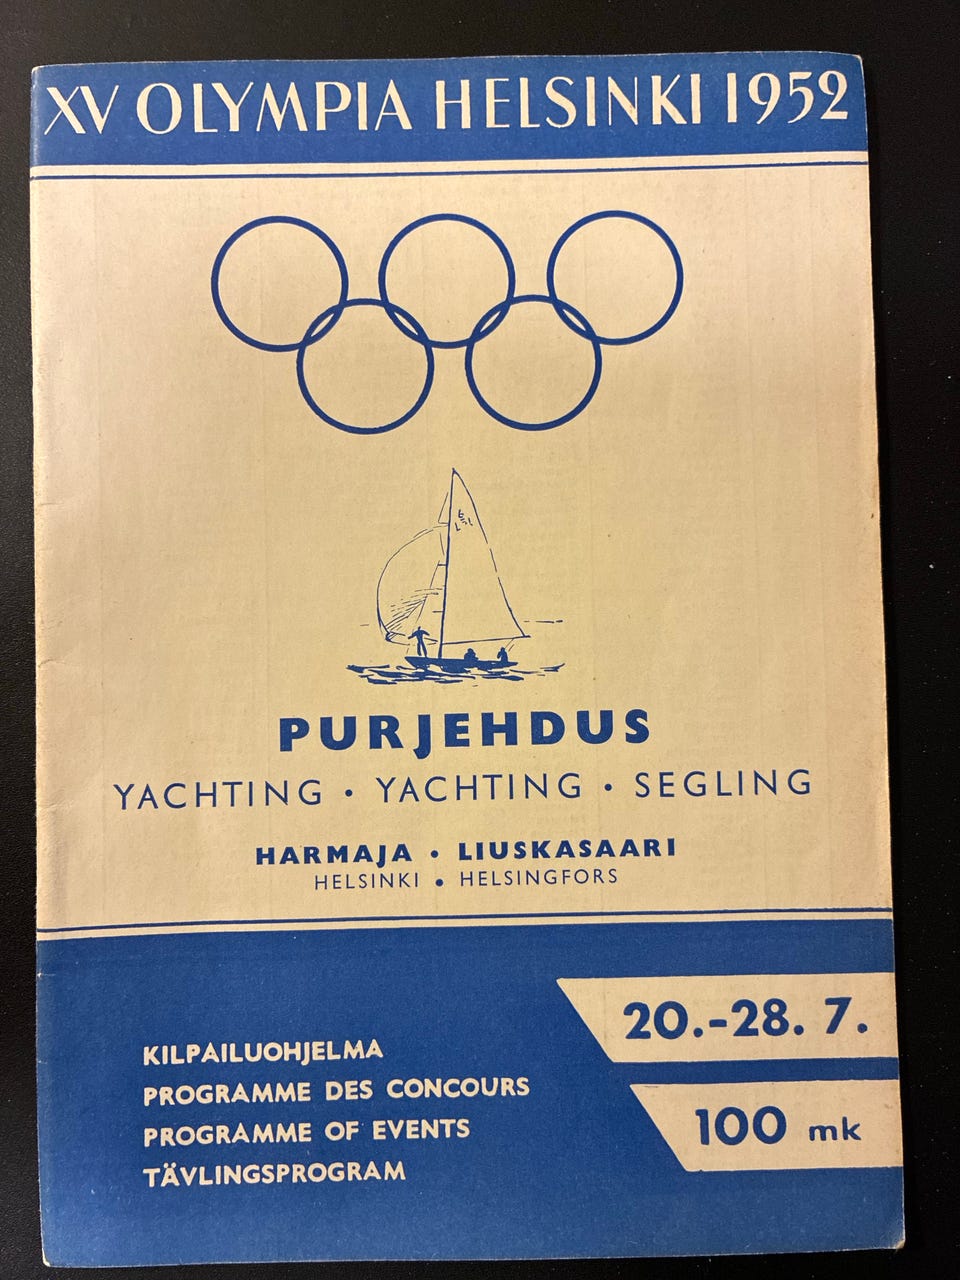 XV OLYMPIA HELSINKI 1952
PURJEHDUS
YACHTING • YACHTING • SEGLING
HARMAJA • LIUSKASAARI
HELSINKI • HELSINGFORS
20.-28. 7.
100 mk
KILPAILUOHJELMA
PROGRAMME DES CONCOURS
PROGRAMME OF EVENTS
TÄVLINGSPROGRAM